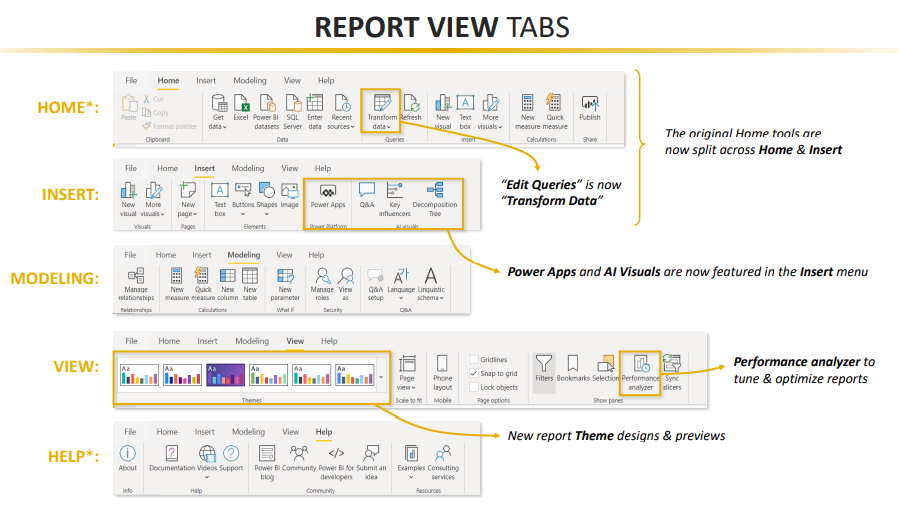 REPORT VIEW TABS
HOME*:
File Home Insert Modeling View Help
Paste
Cut
Copy
Format painter
Get data
Excel
Power BI datasets
SQL Server
Enter data
Recent sources
Transform data
Refresh
New visual
Text box
More visuals
New measure
Quick measure
Publish
Clipboard Data Queries Insert Calculations Share
The original Home tools are
now split across Home & Insert
“Edit Queries” is now
“Transform Data”
INSERT:
File Home Insert Modeling View Help
New visual
More visuals
New page
Text box
Buttons
Shapes
Image
Power Apps
Q&A
Key influencers
Decomposition Tree
Visuals Pages Elements Power Platform AI visuals
Power Apps and AI Visuals are now featured in the Insert menu
MODELING:
File Home Insert Modeling View Help
Manage relationships
New measure
Quick measure
New column
New table
New parameter
Manage roles
View as
Q&A setup
Language
Linguistic schema
Relationships Calculations What if Security Q&A
VIEW:
File Home Insert Modeling View Help
Aa Aa Aa Aa Aa Aa
Page view
Phone layout
Gridlines
Snap to grid
Lock objects
Filters
Bookmarks
Selection
Performance analyzer
Sync slicers
Themes Scale to fit Mobile Page options Show panes
Performance analyzer to
tune & optimize reports
New report Theme designs & previews
HELP*:
File Home Insert Modeling View Help
About
Documentation
Videos
Support
Power BI blog
Community
Power BI for developers
Submit an idea
Examples
Consulting services
Info Help Community Resources